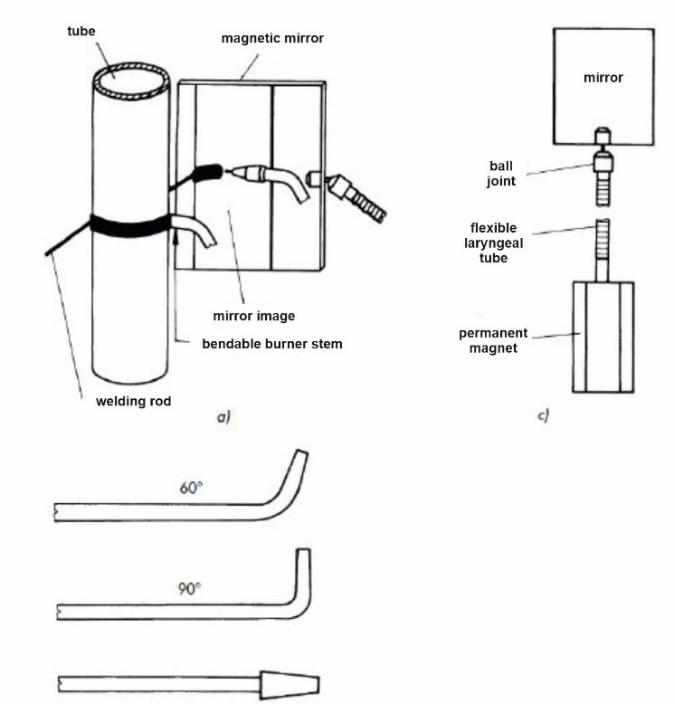 tube
magnetic mirror
mirror image
bendable burner stem
welding rod
a)
mirror
ball
joint
flexible
laryngeal
tube
permanent
magnet
c)
60°
90°